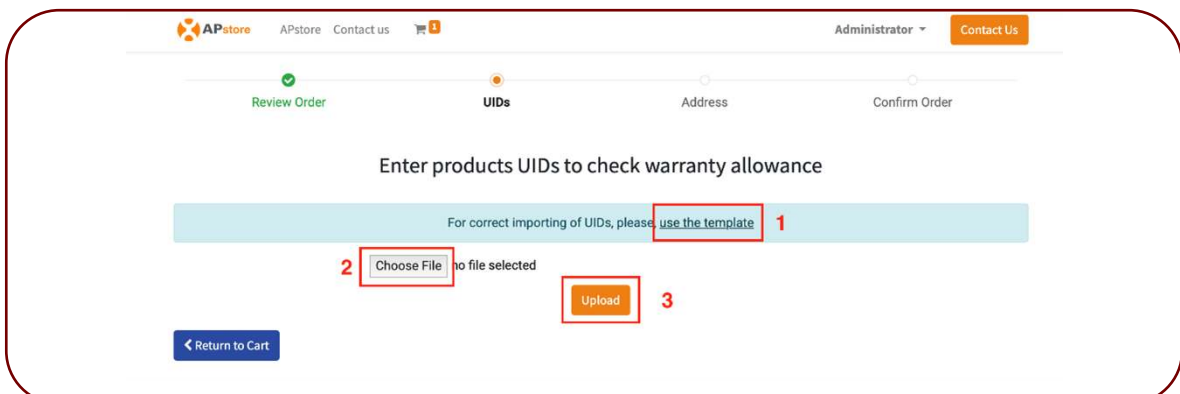 APstore APstore Contact us 1 Administrator Contact Us
Review Order UIDs Address Confirm Order
Enter products UIDs to check warranty allowance
For correct importing of UIDs, please, use the template 1
2 Choose File no file selected
Upload 3
Return to Cart